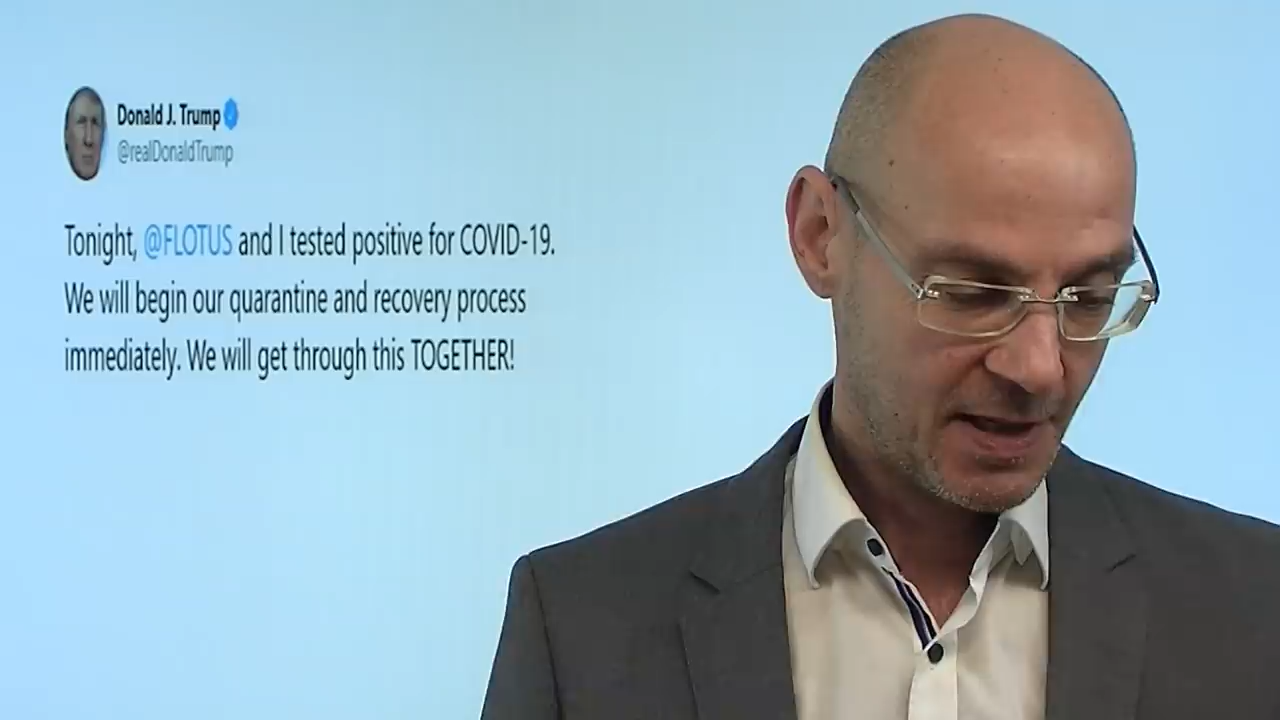 Donald J. Trump
@realDonaldTrump
Tonight, @FLOTUS and I tested positive for COVID-19.
We will begin our quarantine and recovery process
immediately. We will get through this TOGETHER!